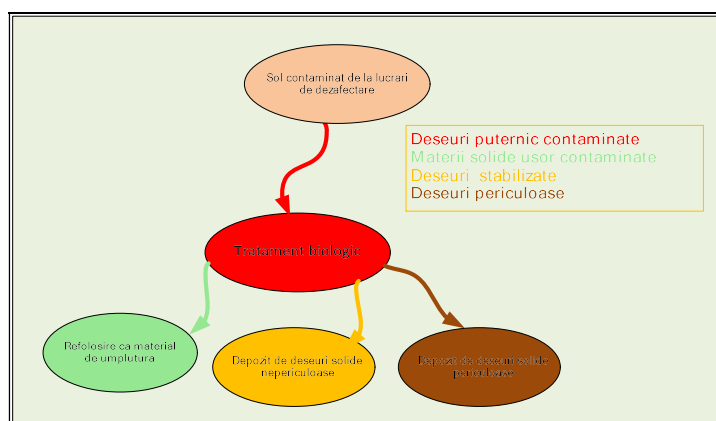 Sol contaminat de la lucrari
de dezafectare
Deseuri puternic contaminate
Materii solide usor contaminate
Deseuri stabilizate
Deseuri periculoase
Tratament biologic
Refolosire ca material
de umplutura
Depozit de deseuri solide
nepericuloase
Depozit de deseuri solide
periculoase